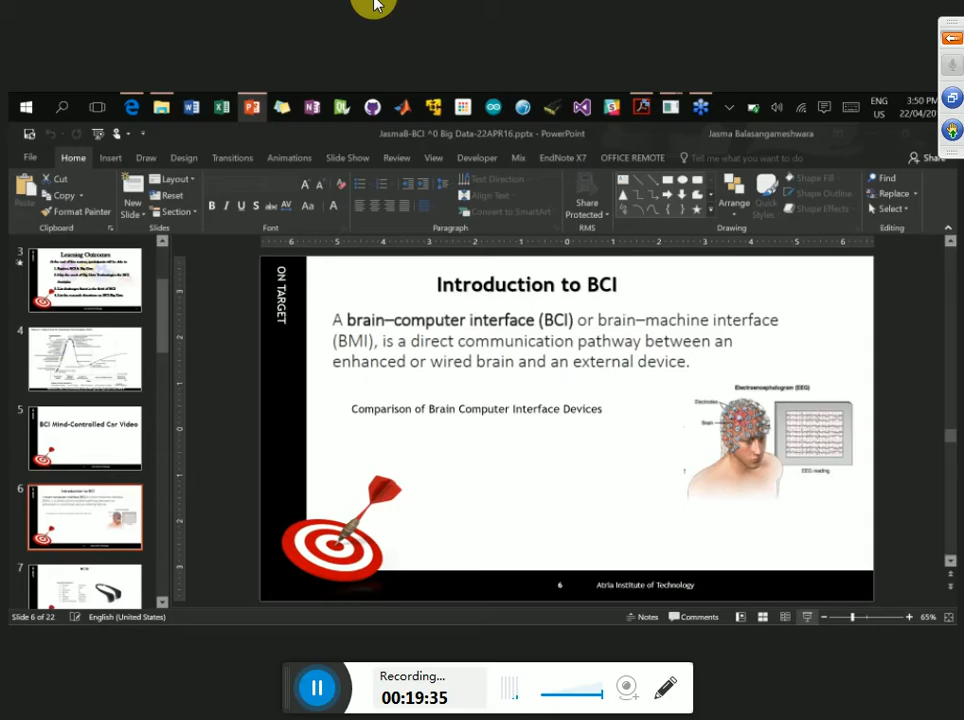 ENG 3:50 PM
US 22/04/20
JasmaB-BCI ^0 Big Data-22APR16.pptx - PowerPoint
Jasma Balasangameshwara
File Home Insert Draw Design Transitions Animations Slide Show Review View Developer Mix EndNote X7 OFFICE REMOTE Tell me what you want to do Share
Paste
Cut
Copy
Format Painter
Clipboard
New Slide
Layout
Reset
Section
Slides
Font
Text Direction
Align Text
Convert to SmartArt
Paragraph
Share Protected
RMS
Arrange
Quick Styles
Shape Fill
Shape Outline
Shape Effects
Drawing
Find
Replace
Select
Editing
3
Learning Outcomes
4
5
BCI Mind-Controlled Car Video
6
Introduction to BCI
7
ON TARGET
Introduction to BCI
A brain–computer interface (BCI) or brain–machine interface
(BMI), is a direct communication pathway between an
enhanced or wired brain and an external device.
Comparison of Brain Computer Interface Devices
Electroencephalogram (EEG)
Electrodes
Brain
EEG reading
6 Atria Institute of Technology
Slide 6 of 22 English (United States) Notes Comments 65%
Recording...
00:19:35